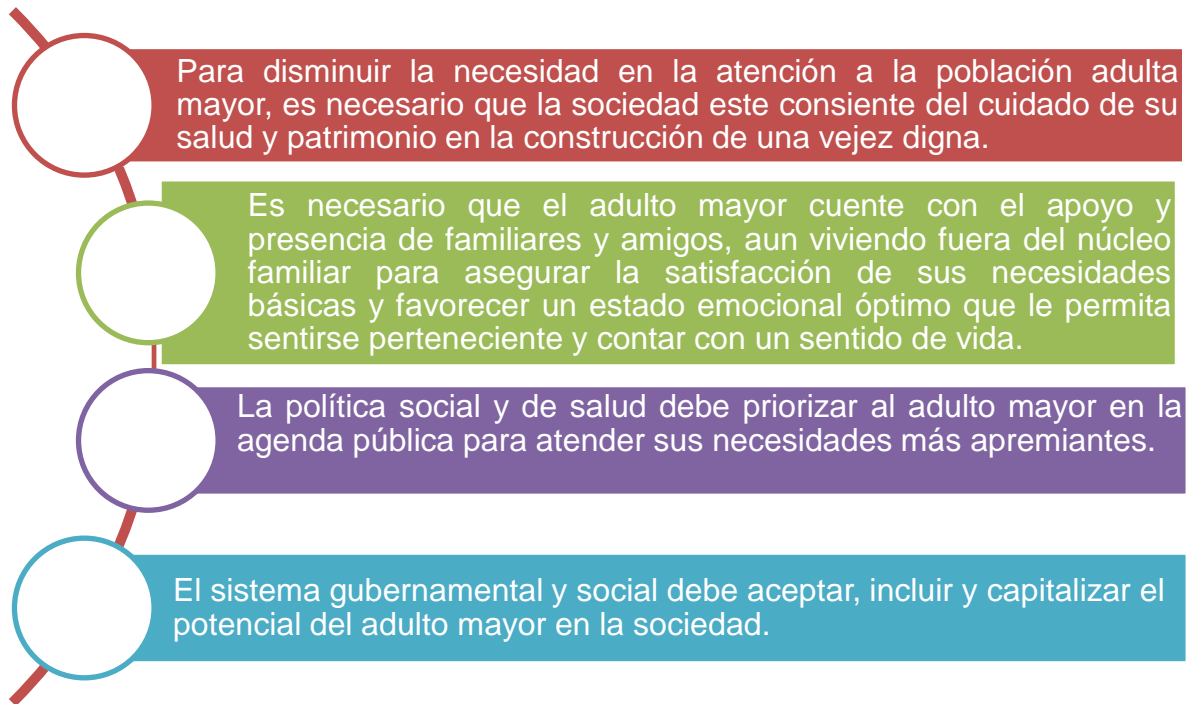 Para disminuir la necesidad en la atención a la población adulta
mayor, es necesario que la sociedad este consiente del cuidado de su
salud y patrimonio en la construcción de una vejez digna.
Es necesario que el adulto mayor cuente con el apoyo y
presencia de familiares y amigos, aun viviendo fuera del núcleo
familiar para asegurar la satisfacción de sus necesidades
básicas y favorecer un estado emocional óptimo que le permita
sentirse perteneciente y contar con un sentido de vida.
La política social y de salud debe priorizar al adulto mayor en la
agenda pública para atender sus necesidades más apremiantes.
El sistema gubernamental y social debe aceptar, incluir y capitalizar el
potencial del adulto mayor en la sociedad.